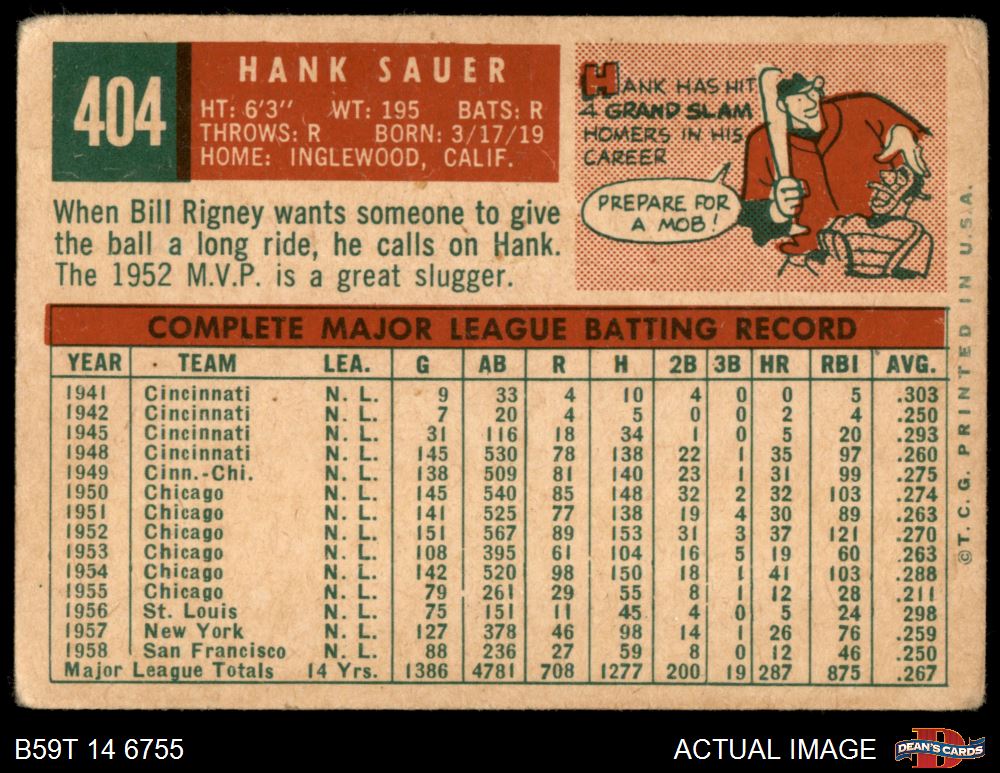 404
HANK SAUER
HT: 6'3" WT: 195 BATS: R
THROWS: R BORN: 3/17/19
HOME: INGLEWOOD, CALIF.
When Bill Rigney wants someone to give
the ball a long ride, he calls on Hank.
The 1952 M.V.P. is a great slugger.
HANK HAS HIT
4 GRAND SLAM
HOMERS IN HIS
CAREER
PREPARE FOR
A MOB!
COMPLETE MAJOR LEAGUE BATTING RECORD
YEAR TEAM LEA. G AB R H 2B 3B HR RBI AVG.
1941 Cincinnati N. L. 9 33 4 10 4 0 0 5 .303
1942 Cincinnati N. L. 7 20 4 5 0 0 2 4 .250
1945 Cincinnati N. L. 31 116 18 34 1 0 5 20 .293
1948 Cincinnati N. L. 145 530 78 138 22 1 35 97 .260
1949 Cinn.-Chi. N. L. 138 509 81 140 23 1 31 99 .275
1950 Chicago N. L. 145 540 85 148 32 2 32 103 .274
1951 Chicago N. L. 141 525 77 138 19 4 30 89 .263
1952 Chicago N. L. 151 567 89 153 31 3 37 121 .270
1953 Chicago N. L. 108 395 61 104 16 5 19 60 .263
1954 Chicago N. L. 142 520 98 150 18 1 41 103 .288
1955 Chicago N. L. 79 261 29 55 8 1 12 28 .211
1956 St. Louis N. L. 75 151 11 45 4 0 5 24 .298
1957 New York N. L. 127 378 46 98 14 1 26 76 .259
1958 San Francisco N. L. 88 236 27 59 8 0 12 46 .250
Major League Totals 14 Yrs. 1386 4781 708 1277 200 19 287 875 .267
©T. C. G. PRINTED IN U.S.A.
B59T 14 6755
ACTUAL IMAGE
D
DEAN'S CARDS